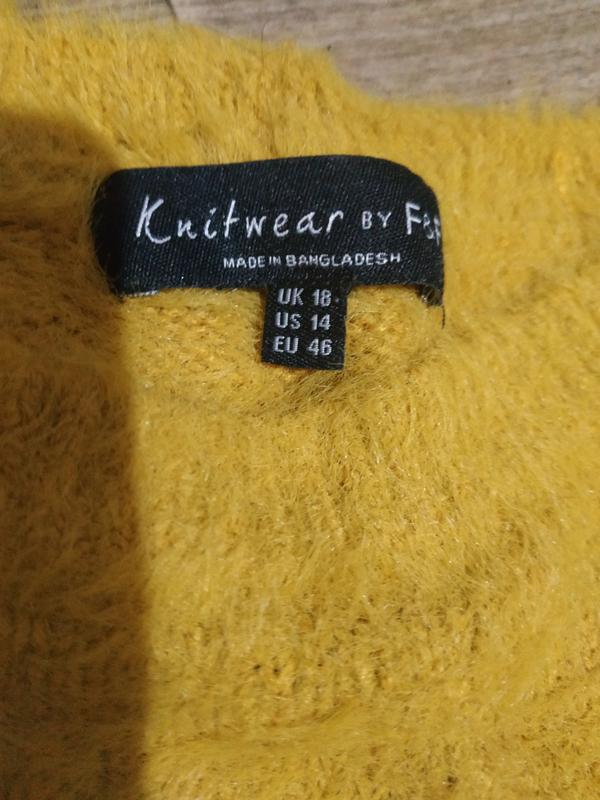 Knitwear BY F&F
MADE IN BANGLADESH
UK 18
US 14
EU 46